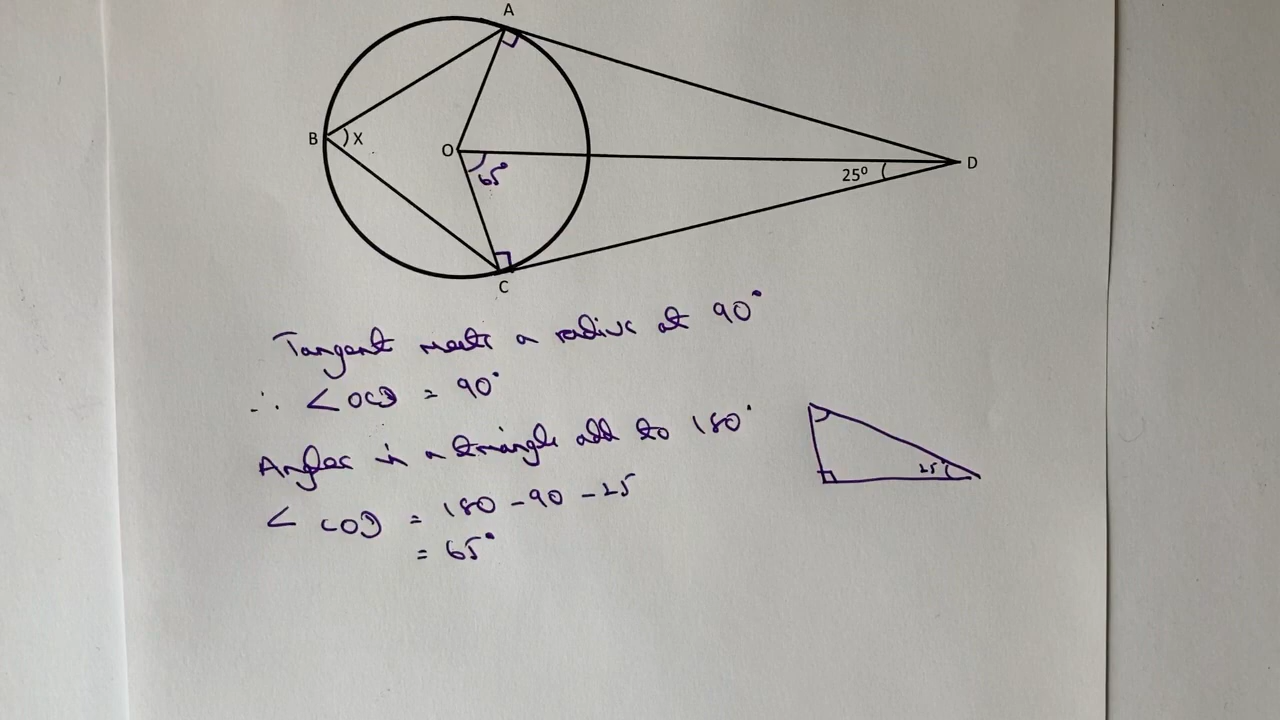 A
B
X
O
65°
25°
D
C
Tangent meets a radius at 90°
∴ ∠OCD = 90°
Angles in a triangle add to 180°
25
∠ COD = 180 - 90 - 25
= 65°